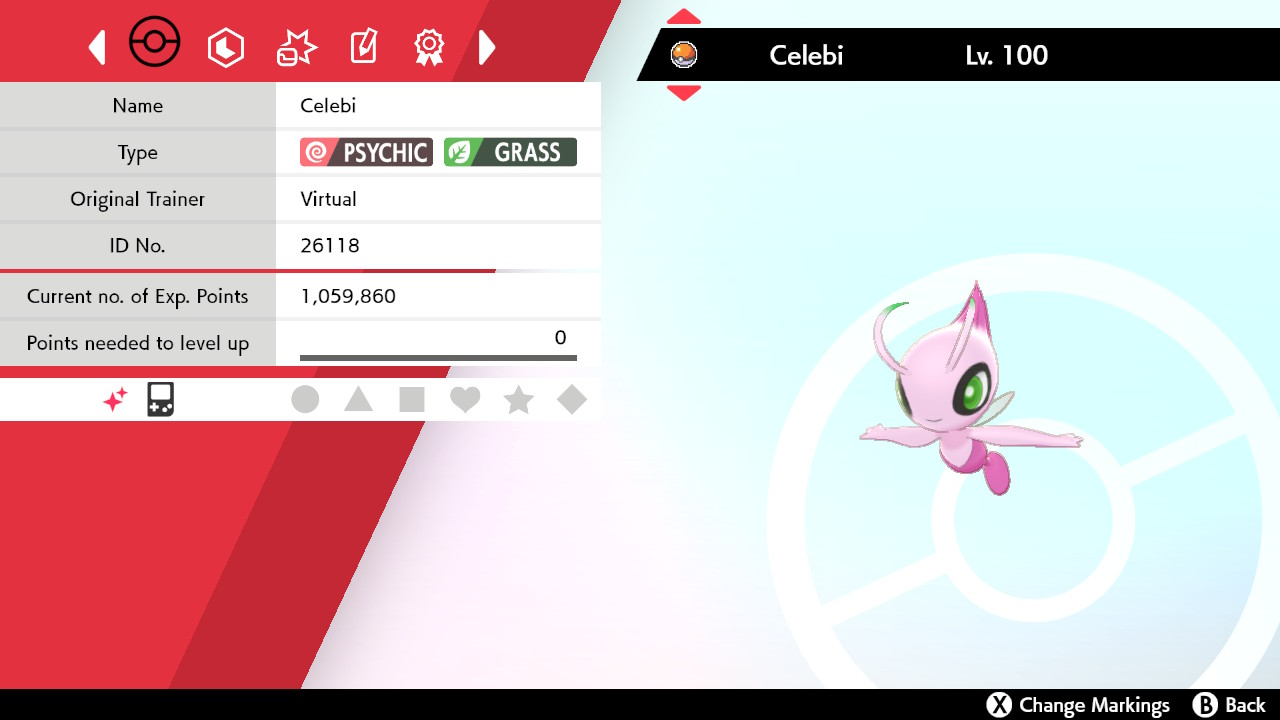 Celebi Lv. 100
Name Celebi
Type PSYCHIC GRASS
Original Trainer Virtual
ID No. 26118
Current no. of Exp. Points 1,059,860
Points needed to level up 0
X Change Markings B Back